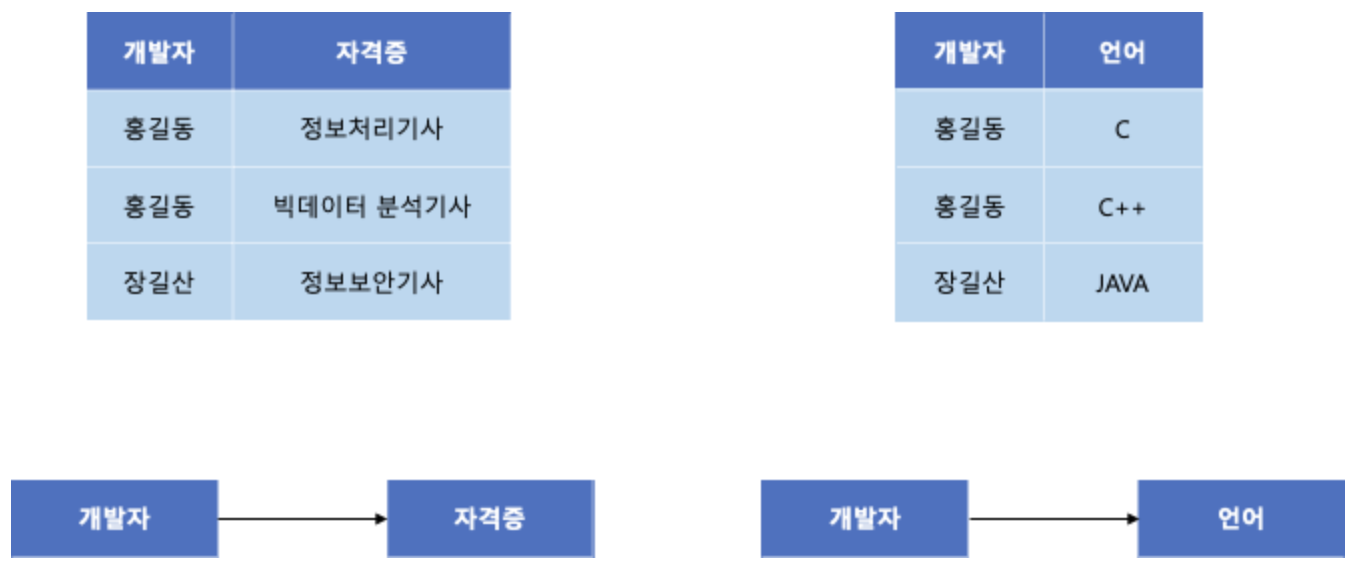 개발자 자격증
홍길동 정보처리기사
홍길동 빅데이터 분석기사
장길산 정보보안기사
개발자 언어
홍길동 C
홍길동 C++
장길산 JAVA
개발자 자격증
개발자 언어